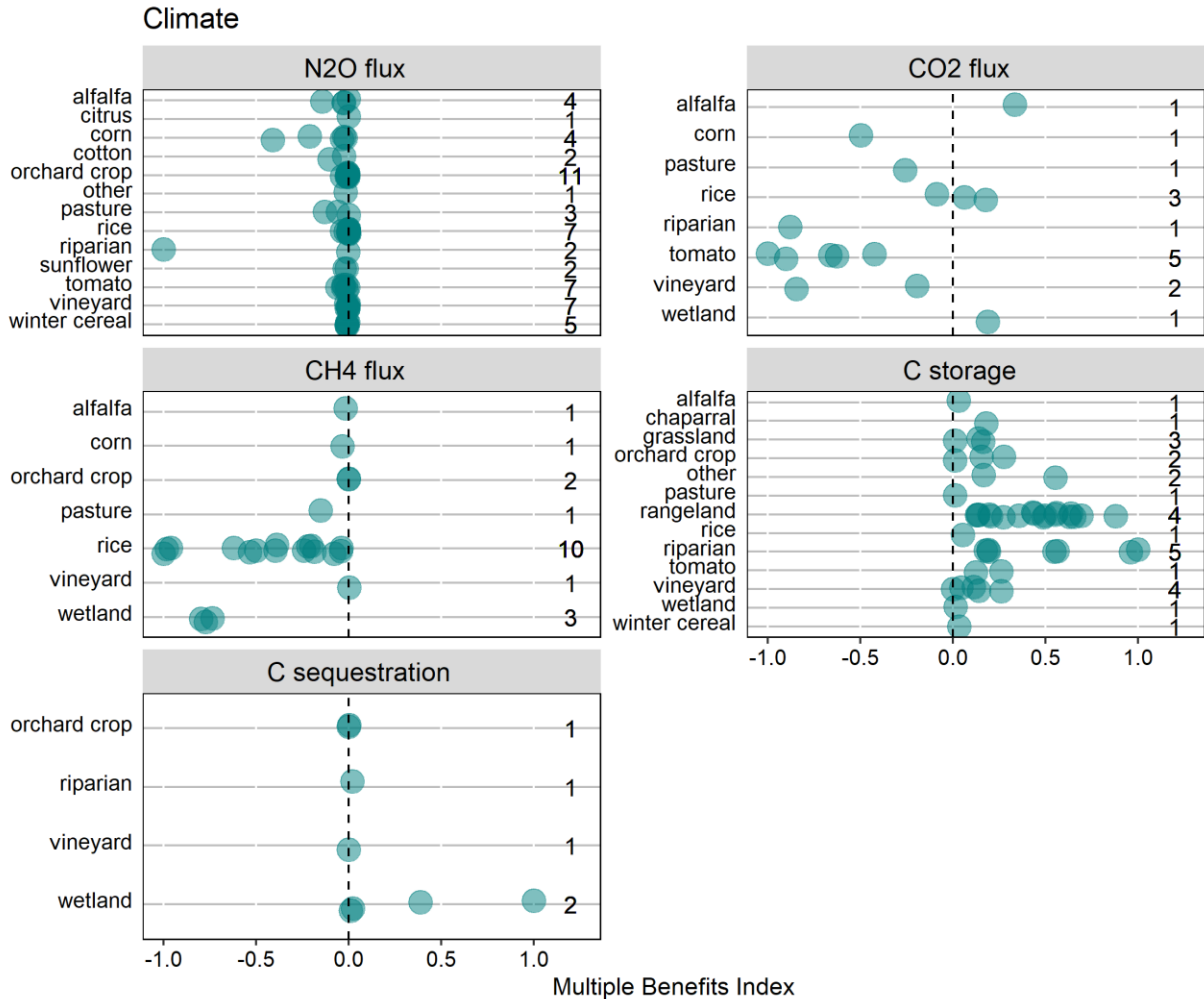 Climate
N2O flux
alfalfa 4
citrus 1
corn 4
cotton 2
orchard crop 11
other 1
pasture 3
rice 7
riparian 2
sunflower 2
tomato 7
vineyard 7
winter cereal 5
CO2 flux
alfalfa 1
corn 1
pasture 1
rice 3
riparian 1
tomato 5
vineyard 2
wetland 1
CH4 flux
alfalfa 1
corn 1
orchard crop 2
pasture 1
rice 10
vineyard 1
wetland 3
C storage
alfalfa 1
chaparral 1
grassland 3
orchard crop 2
other 2
pasture 1
rangeland 4
rice 1
riparian 5
tomato 1
vineyard 4
wetland 1
winter cereal 1
-1.0 -0.5 0.0 0.5 1.0
C sequestration
orchard crop 1
riparian 1
vineyard 1
wetland 2
-1.0 -0.5 0.0 0.5 1.0
Multiple Benefits Index